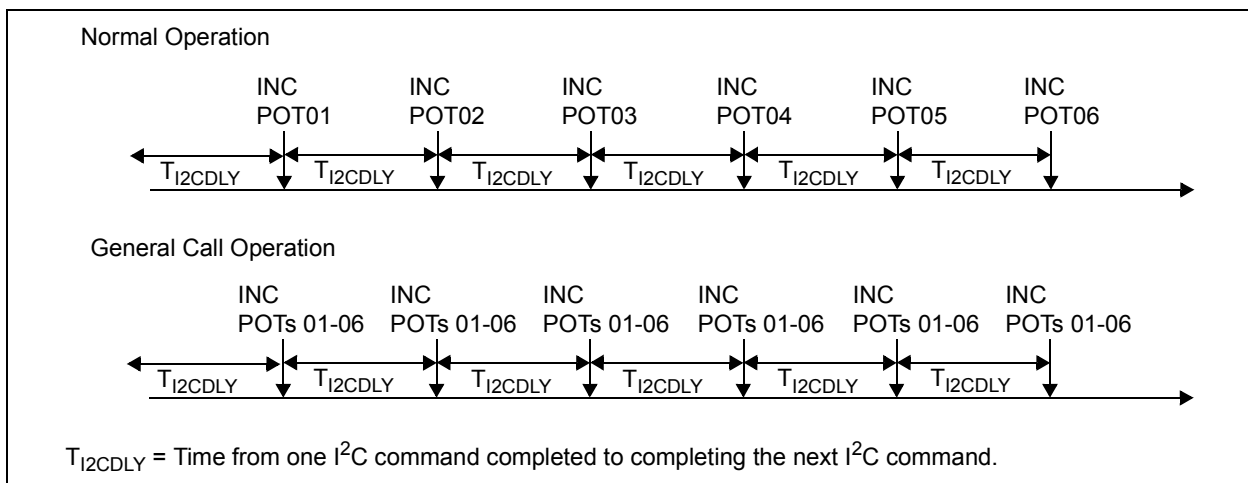 Normal Operation
INC INC INC INC INC INC
POT01 POT02 POT03 POT04 POT05 POT06
TI2CDLY TI2CDLY TI2CDLY TI2CDLY TI2CDLY TI2CDLY
General Call Operation
INC INC INC INC INC INC
POTs 01-06 POTs 01-06 POTs 01-06 POTs 01-06 POTs 01-06 POTs 01-06
TI2CDLY TI2CDLY TI2CDLY TI2CDLY TI2CDLY TI2CDLY
TI2CDLY = Time from one I²C command completed to completing the next I²C command.